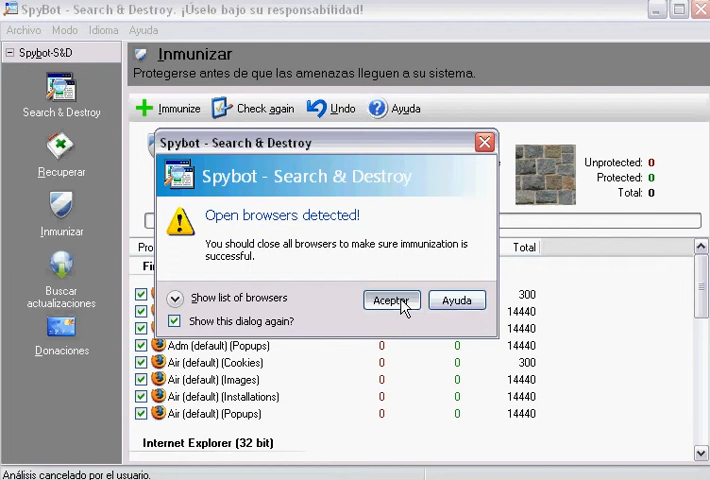 SpyBot - Search & Destroy. ¡Úselo bajo su responsabilidad!
Archivo Modo Idioma Ayuda
Spybot-S&D
Search & Destroy
Recuperar
Inmunizar
Buscar
actualizaciones
Donaciones
Inmunizar
Protegerse antes de que las amenazas lleguen a su sistema.
Immunize Check again Undo Ayuda
Unprotected: 0
Protected: 0
Total: 0
Spybot - Search & Destroy
Spybot - Search & Destroy
Open browsers detected!
You should close all browsers to make sure immunization is
successful.
Show list of browsers
Aceptar Ayuda
Show this dialog again?
Total
300
14440
14440
Adm (default) (Popups) 0 0 14440
Air (default) (Cookies) 0 0 300
Air (default) (Images) 0 0 14440
Air (default) (Installations) 0 0 14440
Air (default) (Popups) 0 0 14440
Internet Explorer (32 bit)
Análisis cancelado por el usuario.